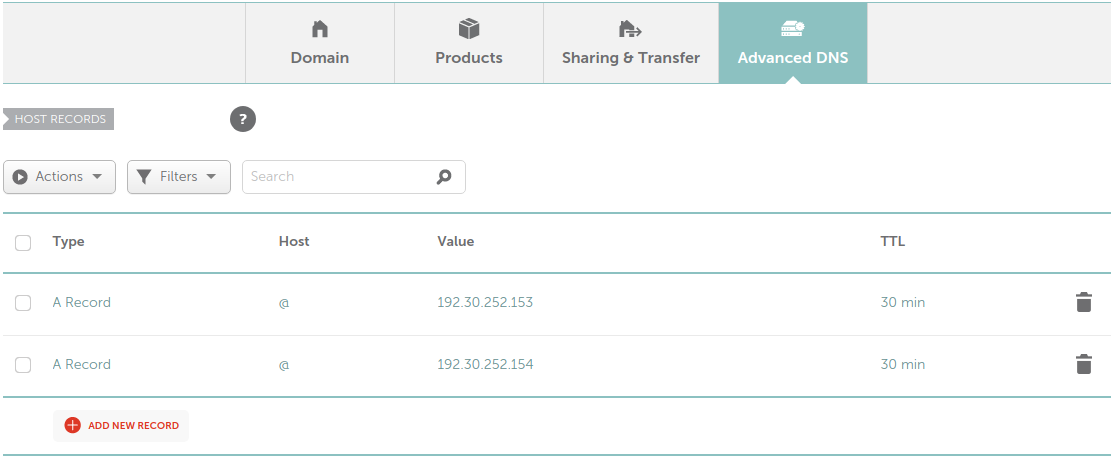 Domain Products Sharing & Transfer Advanced DNS
HOST RECORDS ?
Actions Filters Search
Type Host Value TTL
A Record @ 192.30.252.153 30 min
A Record @ 192.30.252.154 30 min
ADD NEW RECORD